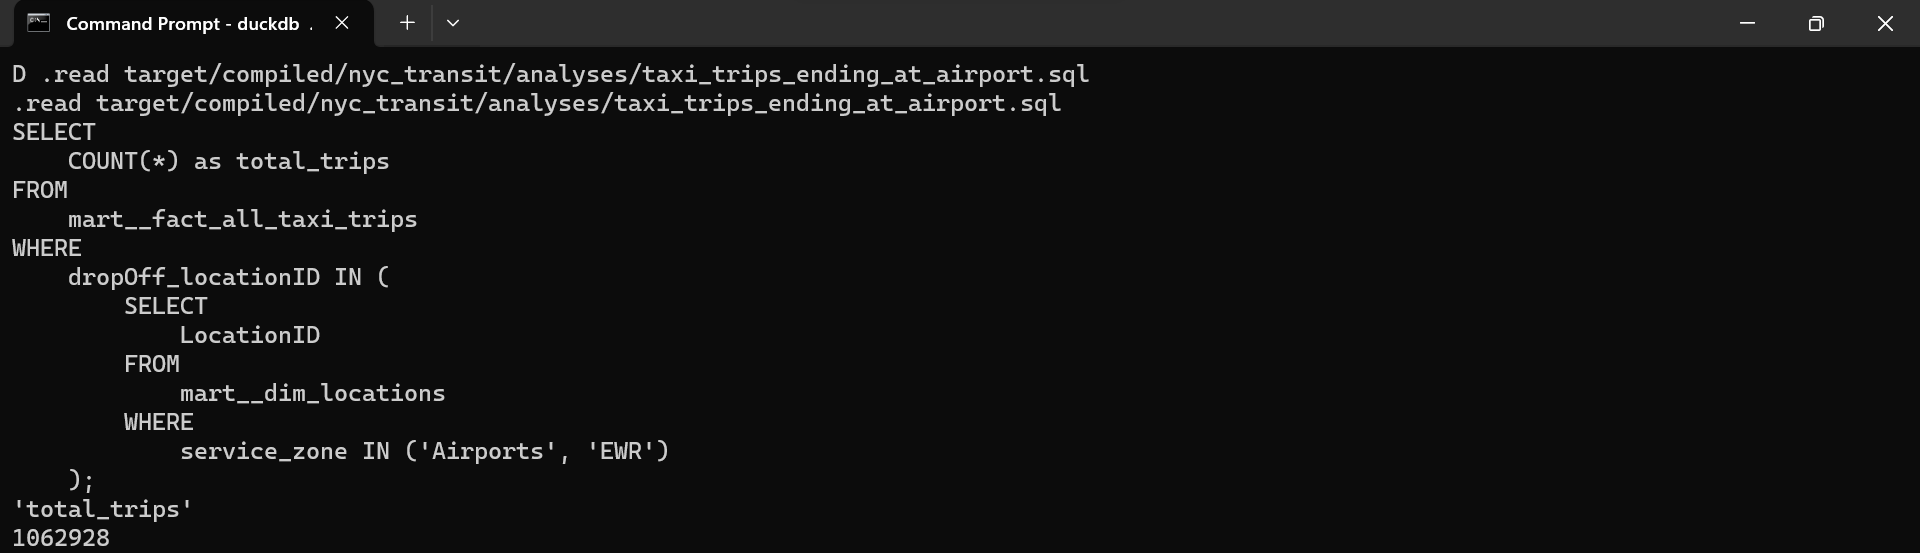 Command Prompt - duckdb .
D .read target/compiled/nyc_transit/analyses/taxi_trips_ending_at_airport.sql
.read target/compiled/nyc_transit/analyses/taxi_trips_ending_at_airport.sql
SELECT
    COUNT(*) as total_trips
FROM
    mart__fact_all_taxi_trips
WHERE
    dropOff_locationID IN (
        SELECT
            LocationID
        FROM
            mart__dim_locations
        WHERE
            service_zone IN ('Airports', 'EWR')
    );
'total_trips'
1062928